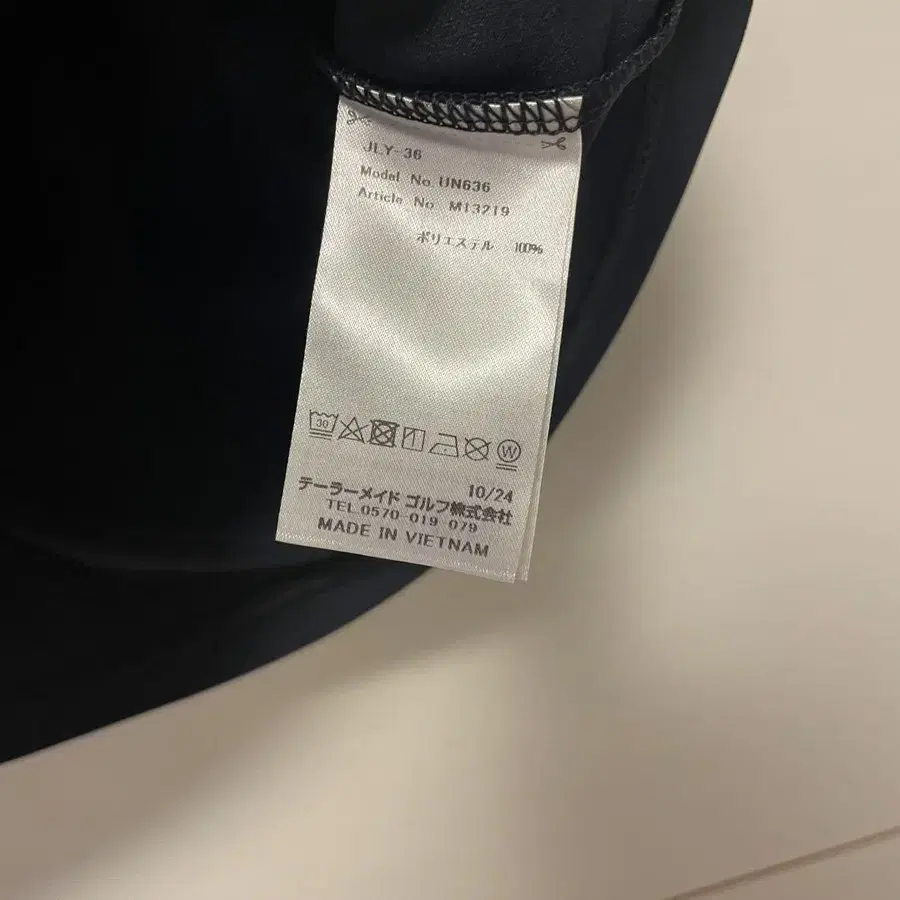 JLY-36
Model No. UN636
Article No. M13219
ポリエステル 100%
30
W
10/24
テーラーメイド ゴルフ株式会社
TEL.0570-019-079
MADE IN VIETNAM